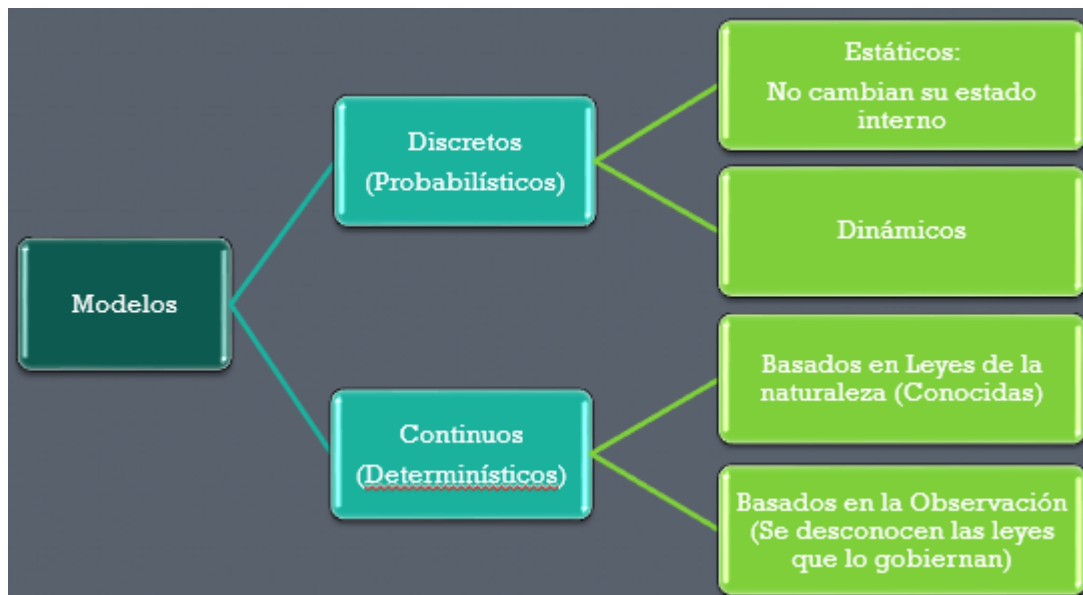 Modelos
Discretos
(Probabilísticos)
Estáticos:
No cambian su estado
interno
Dinámicos
Continuos
(Determinísticos)
Basados en Leyes de la
naturaleza (Conocidas)
Basados en la Observación
(Se desconocen las leyes
que lo gobiernan)